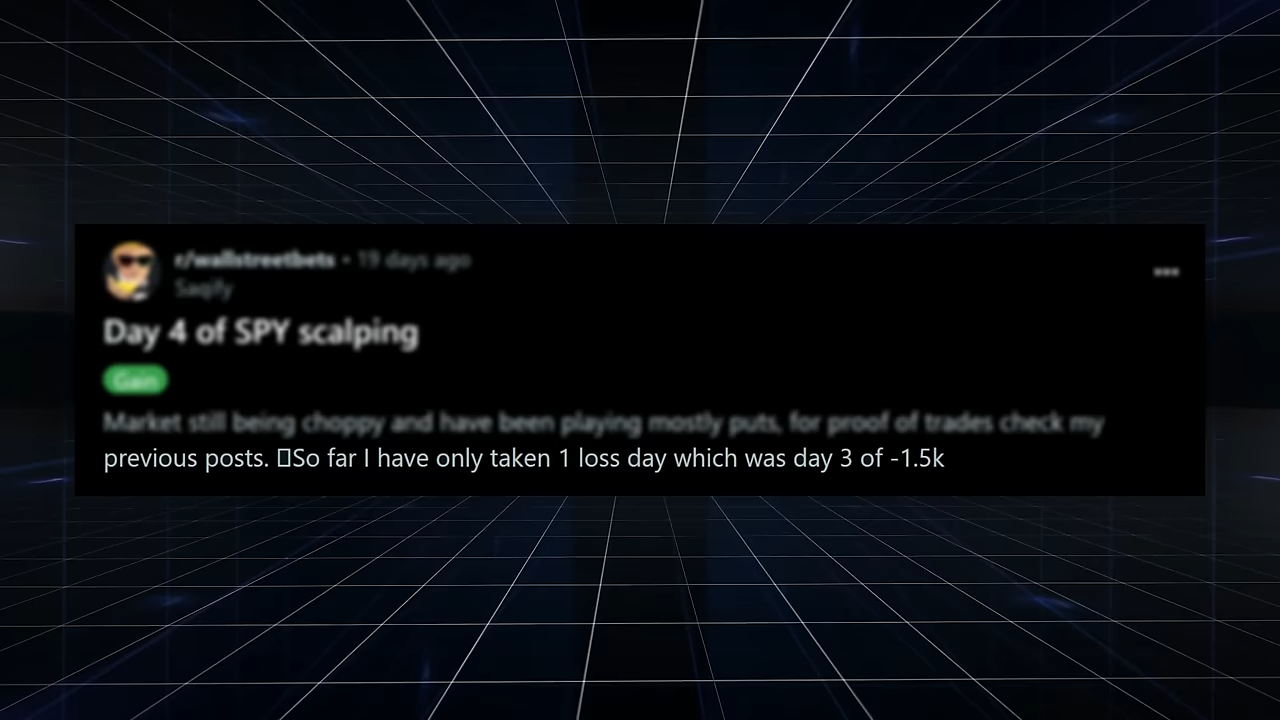 r/wallstreetbets • 19 days ago
Saqify
Day 4 of SPY scalping
Gain
Market still being choppy and have been playing mostly puts, for proof of trades check my
previous posts. So far I have only taken 1 loss day which was day 3 of -1.5k